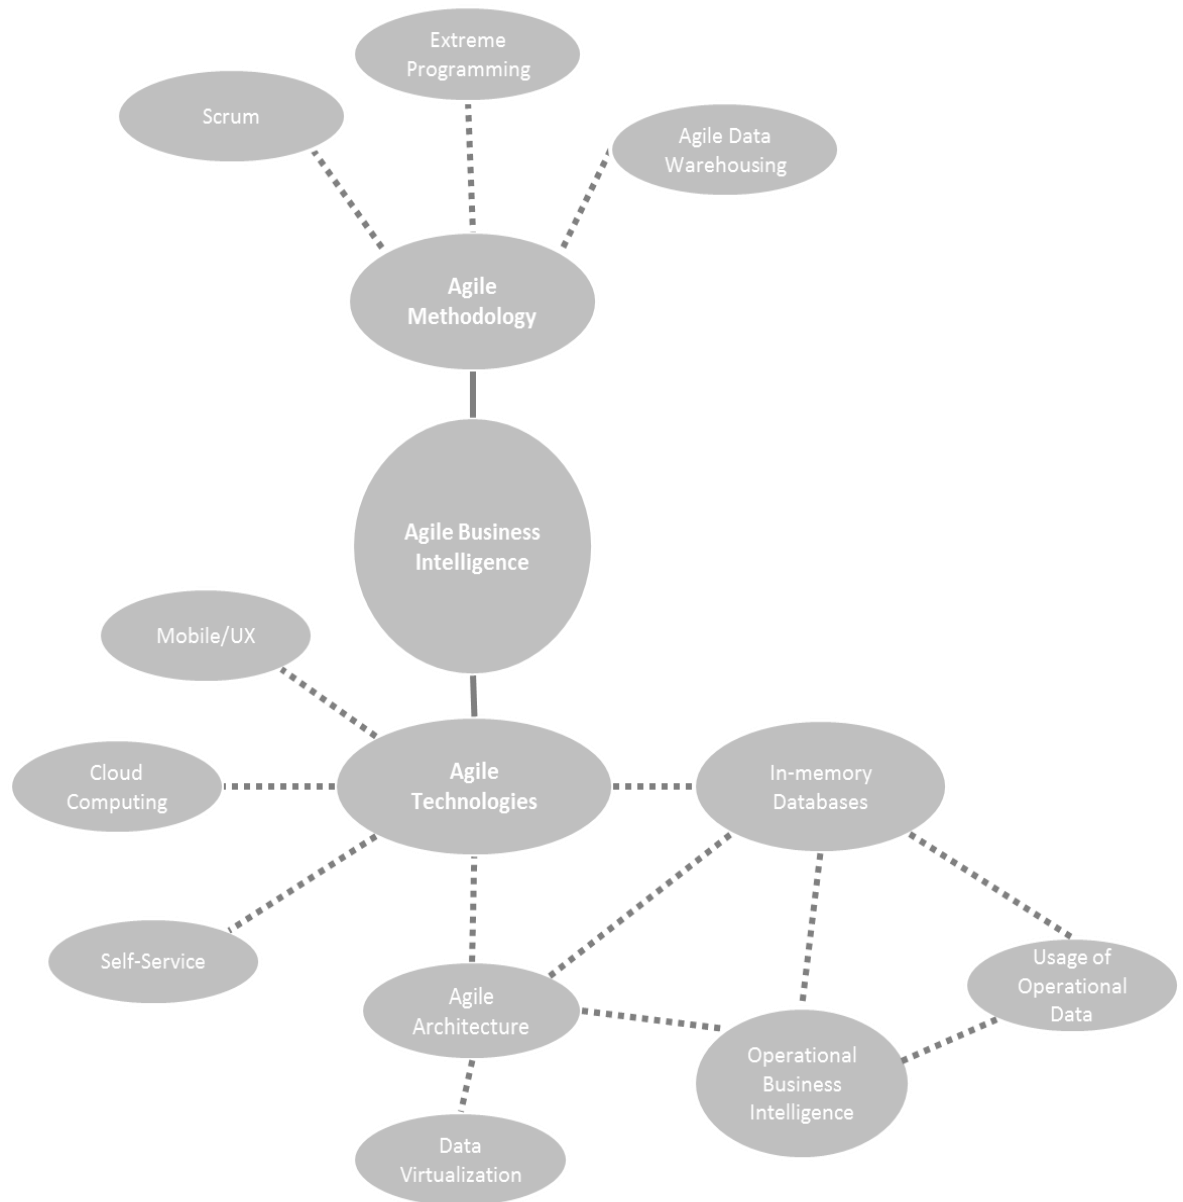 Extreme
Programming
Scrum
Agile Data
Warehousing
Agile
Methodology
Agile Business
Intelligence
Mobile/UX
Cloud
Computing
Agile
Technologies
In-memory
Databases
Self-Service
Agile
Architecture
Usage of
Operational
Data
Operational
Business
Intelligence
Data
Virtualization